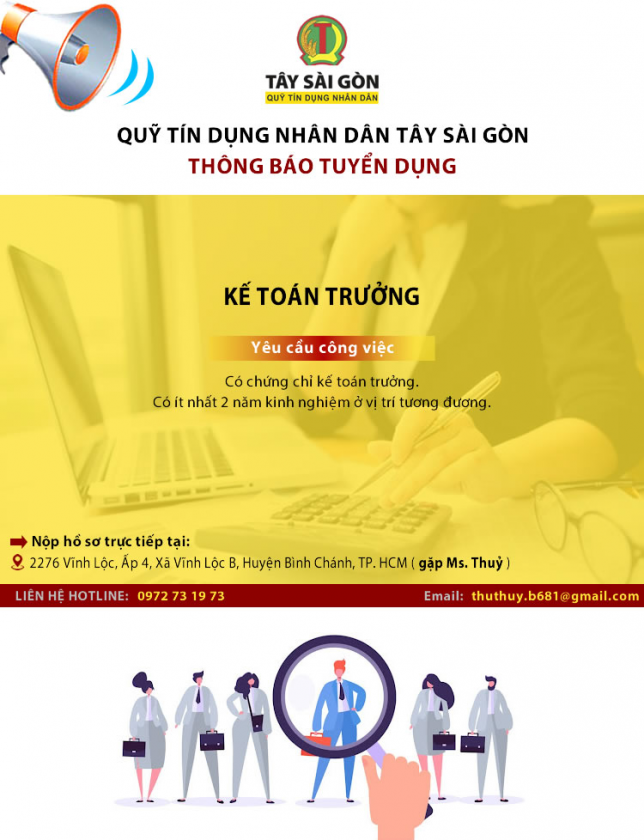 TÂY SÀI GÒN
QUỸ TÍN DỤNG NHÂN DÂN
QUỸ TÍN DỤNG NHÂN DÂN TÂY SÀI GÒN
THÔNG BÁO TUYỂN DỤNG
KẾ TOÁN TRƯỞNG
Yêu cầu công việc
Có chứng chỉ kế toán trưởng.
Có ít nhất 2 năm kinh nghiệm ở vị trí tương đương.
Nộp hồ sơ trực tiếp tại:
2276 Vĩnh Lộc, Ấp 4, Xã Vĩnh Lộc B, Huyện Bình Chánh, TP. HCM ( gặp Ms. Thuỷ )
LIÊN HỆ HOTLINE: 0972 73 19 73 Email: thuthuy.b681@gmail.com